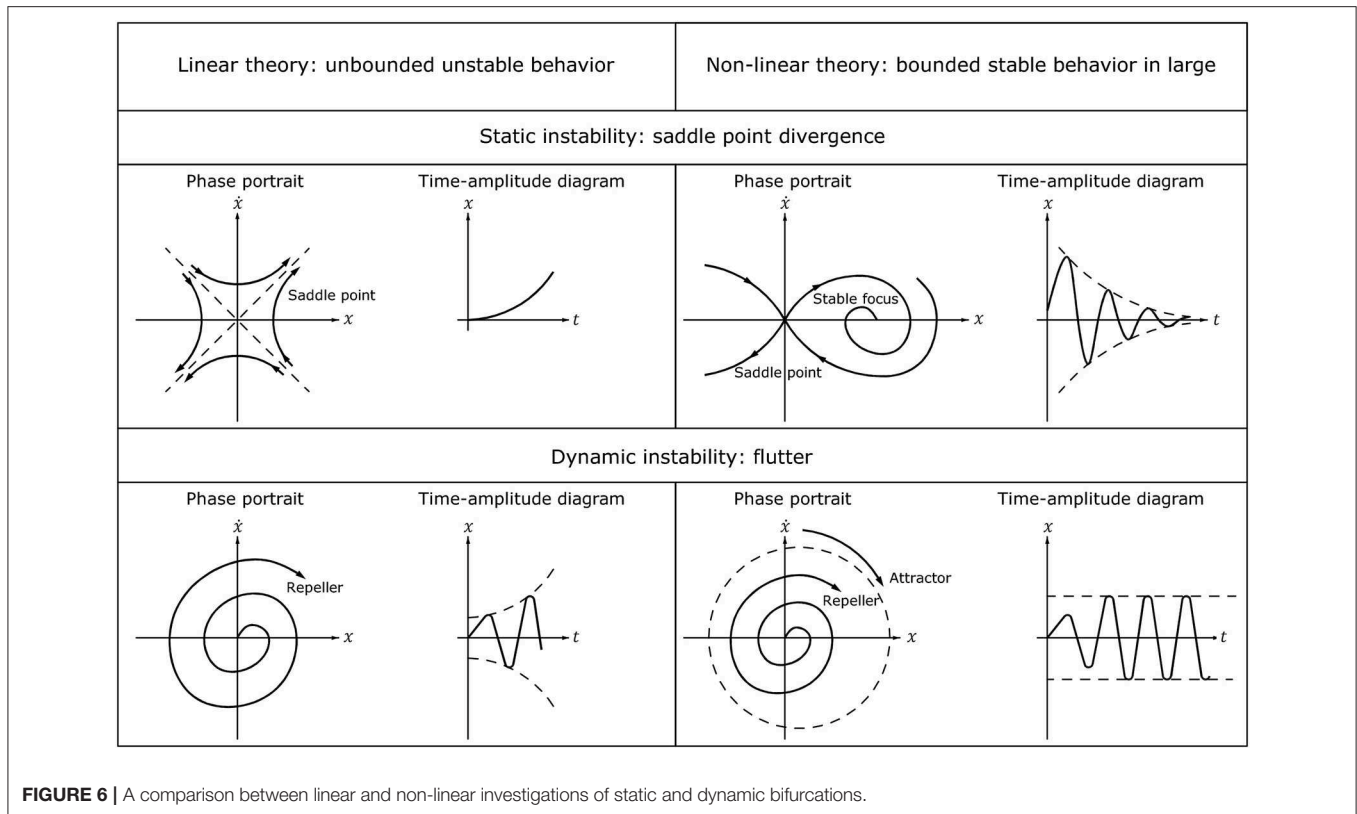 Linear theory: unbounded unstable behavior
Non-linear theory: bounded stable behavior in large
Static instability: saddle point divergence
Phase portrait
ẋ
Saddle point
x
Time-amplitude diagram
x
t
Phase portrait
ẋ
Stable focus
x
Saddle point
Time-amplitude diagram
x
t
Dynamic instability: flutter
Phase portrait
ẋ
Repeller
x
Time-amplitude diagram
x
t
Phase portrait
ẋ
Attractor
Repeller
x
Time-amplitude diagram
x
t
FIGURE 6 | A comparison between linear and non-linear investigations of static and dynamic bifurcations.